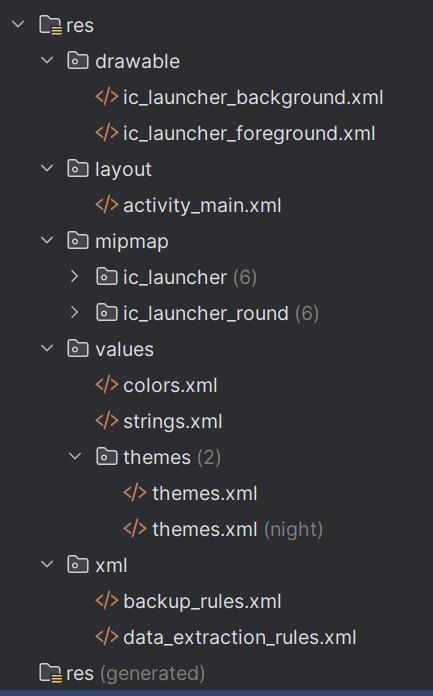 res
drawable
ic_launcher_background.xml
ic_launcher_foreground.xml
layout
activity_main.xml
mipmap
ic_launcher (6)
ic_launcher_round (6)
values
colors.xml
strings.xml
themes (2)
themes.xml
themes.xml (night)
xml
backup_rules.xml
data_extraction_rules.xml
res (generated)